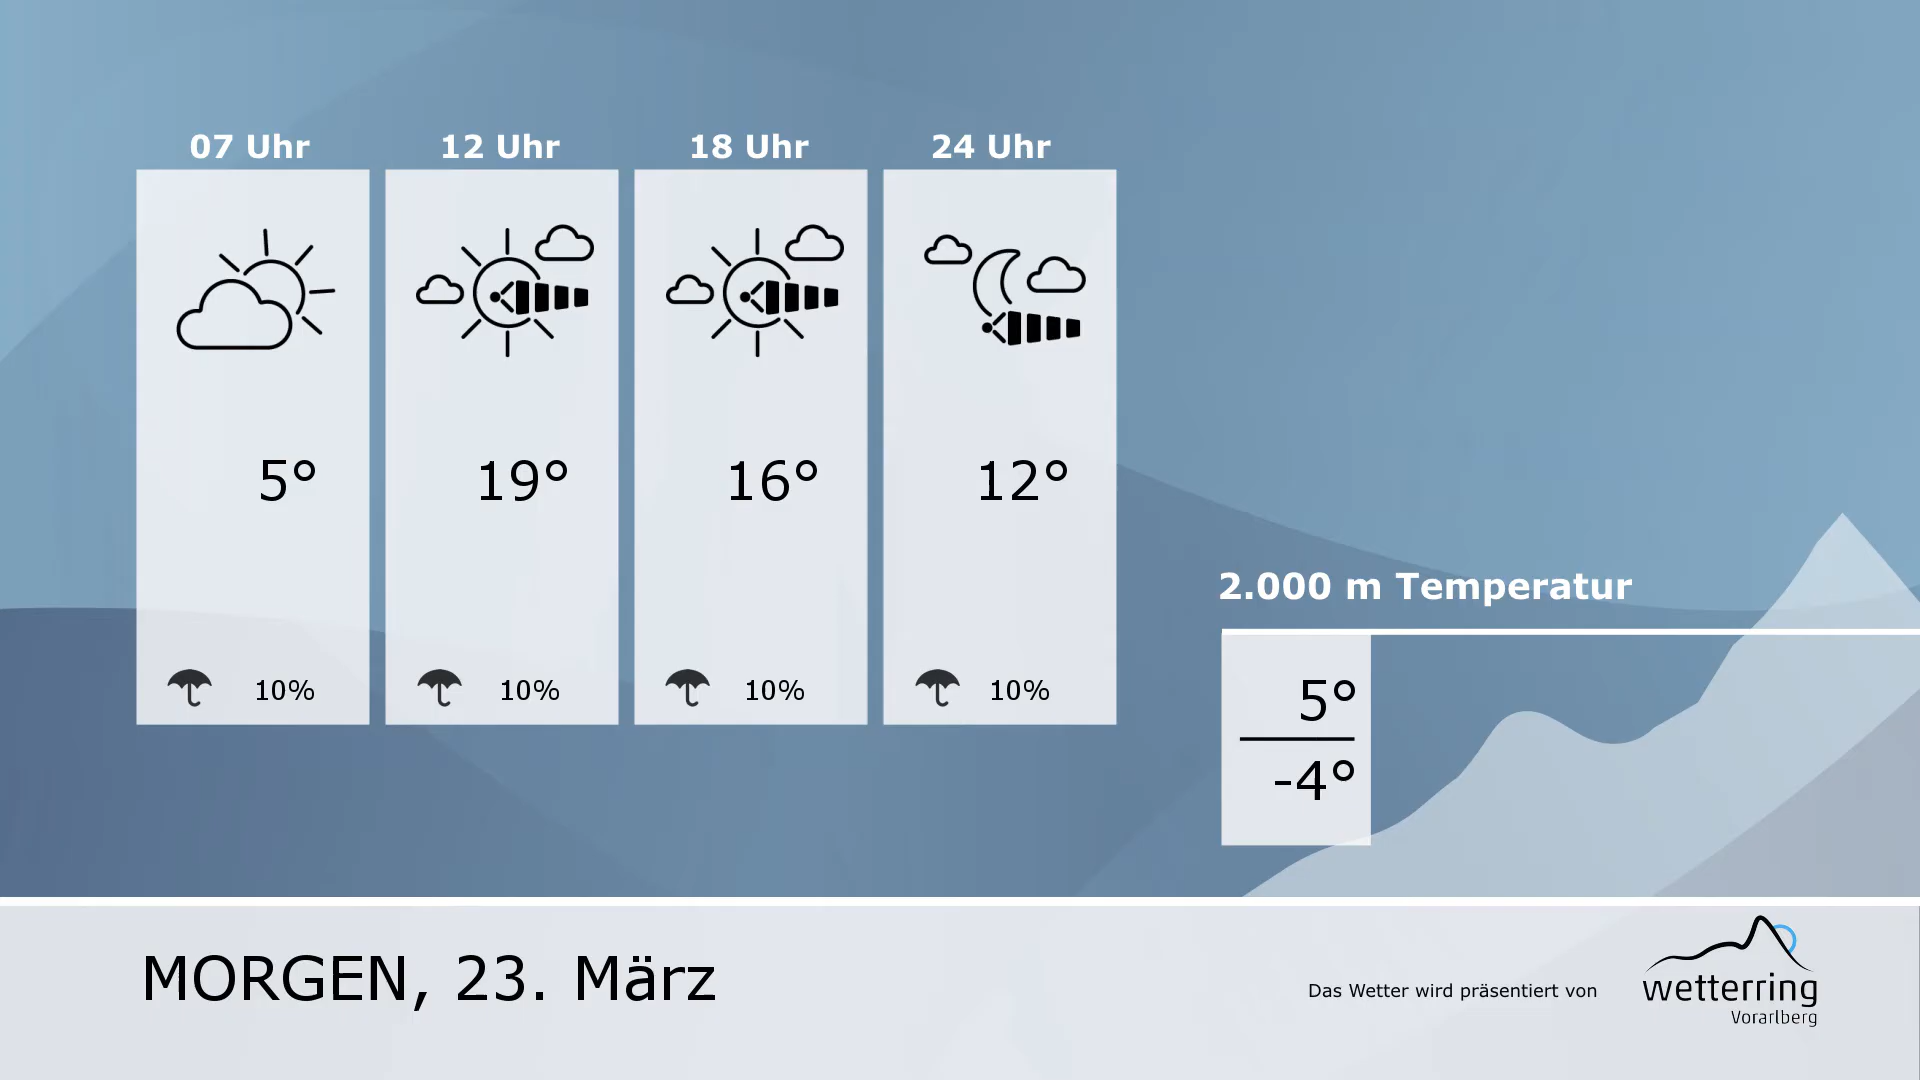 07 Uhr 12 Uhr 18 Uhr 24 Uhr
5° 19° 16° 12°
10% 10% 10% 10%
2.000 m Temperatur
5°
-4°
MORGEN, 23. März
Das Wetter wird präsentiert von
wetterring
Vorarlberg